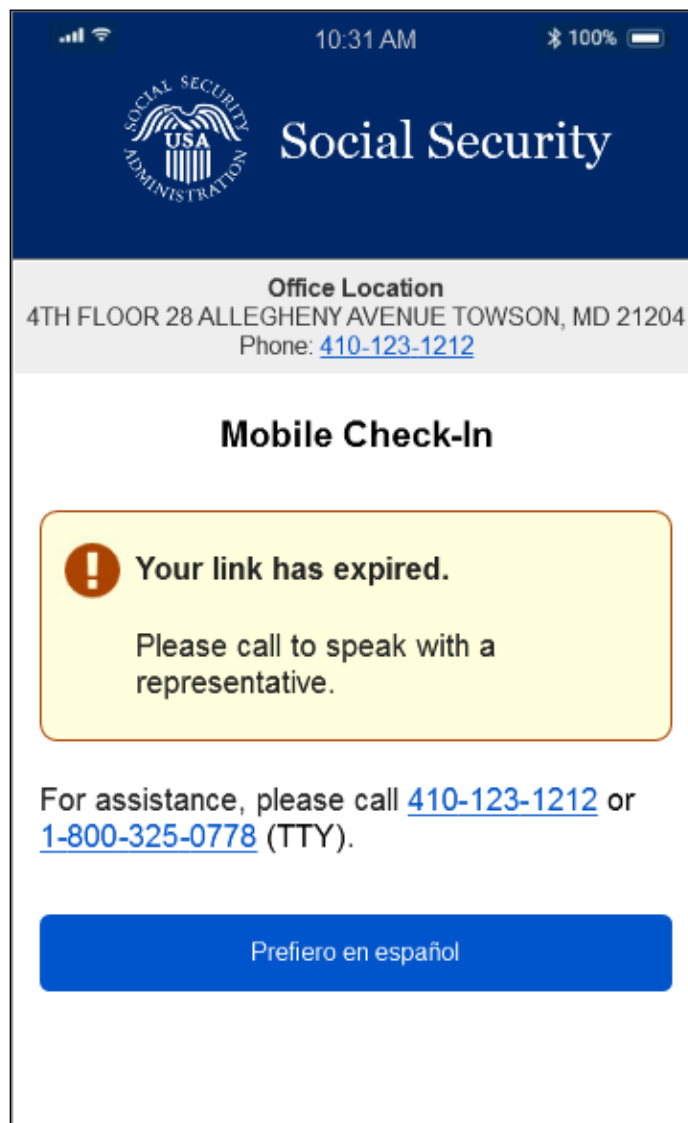 10:31 AM
100%
SOCIAL SECURITY ADMINISTRATION
USA
Social Security
Office Location
4TH FLOOR 28 ALLEGHENY AVENUE TOWSON, MD 21204
Phone: 410-123-1212
Mobile Check-In
Your link has expired.
Please call to speak with a
representative.
For assistance, please call 410-123-1212 or
1-800-325-0778 (TTY).
Prefiero en español